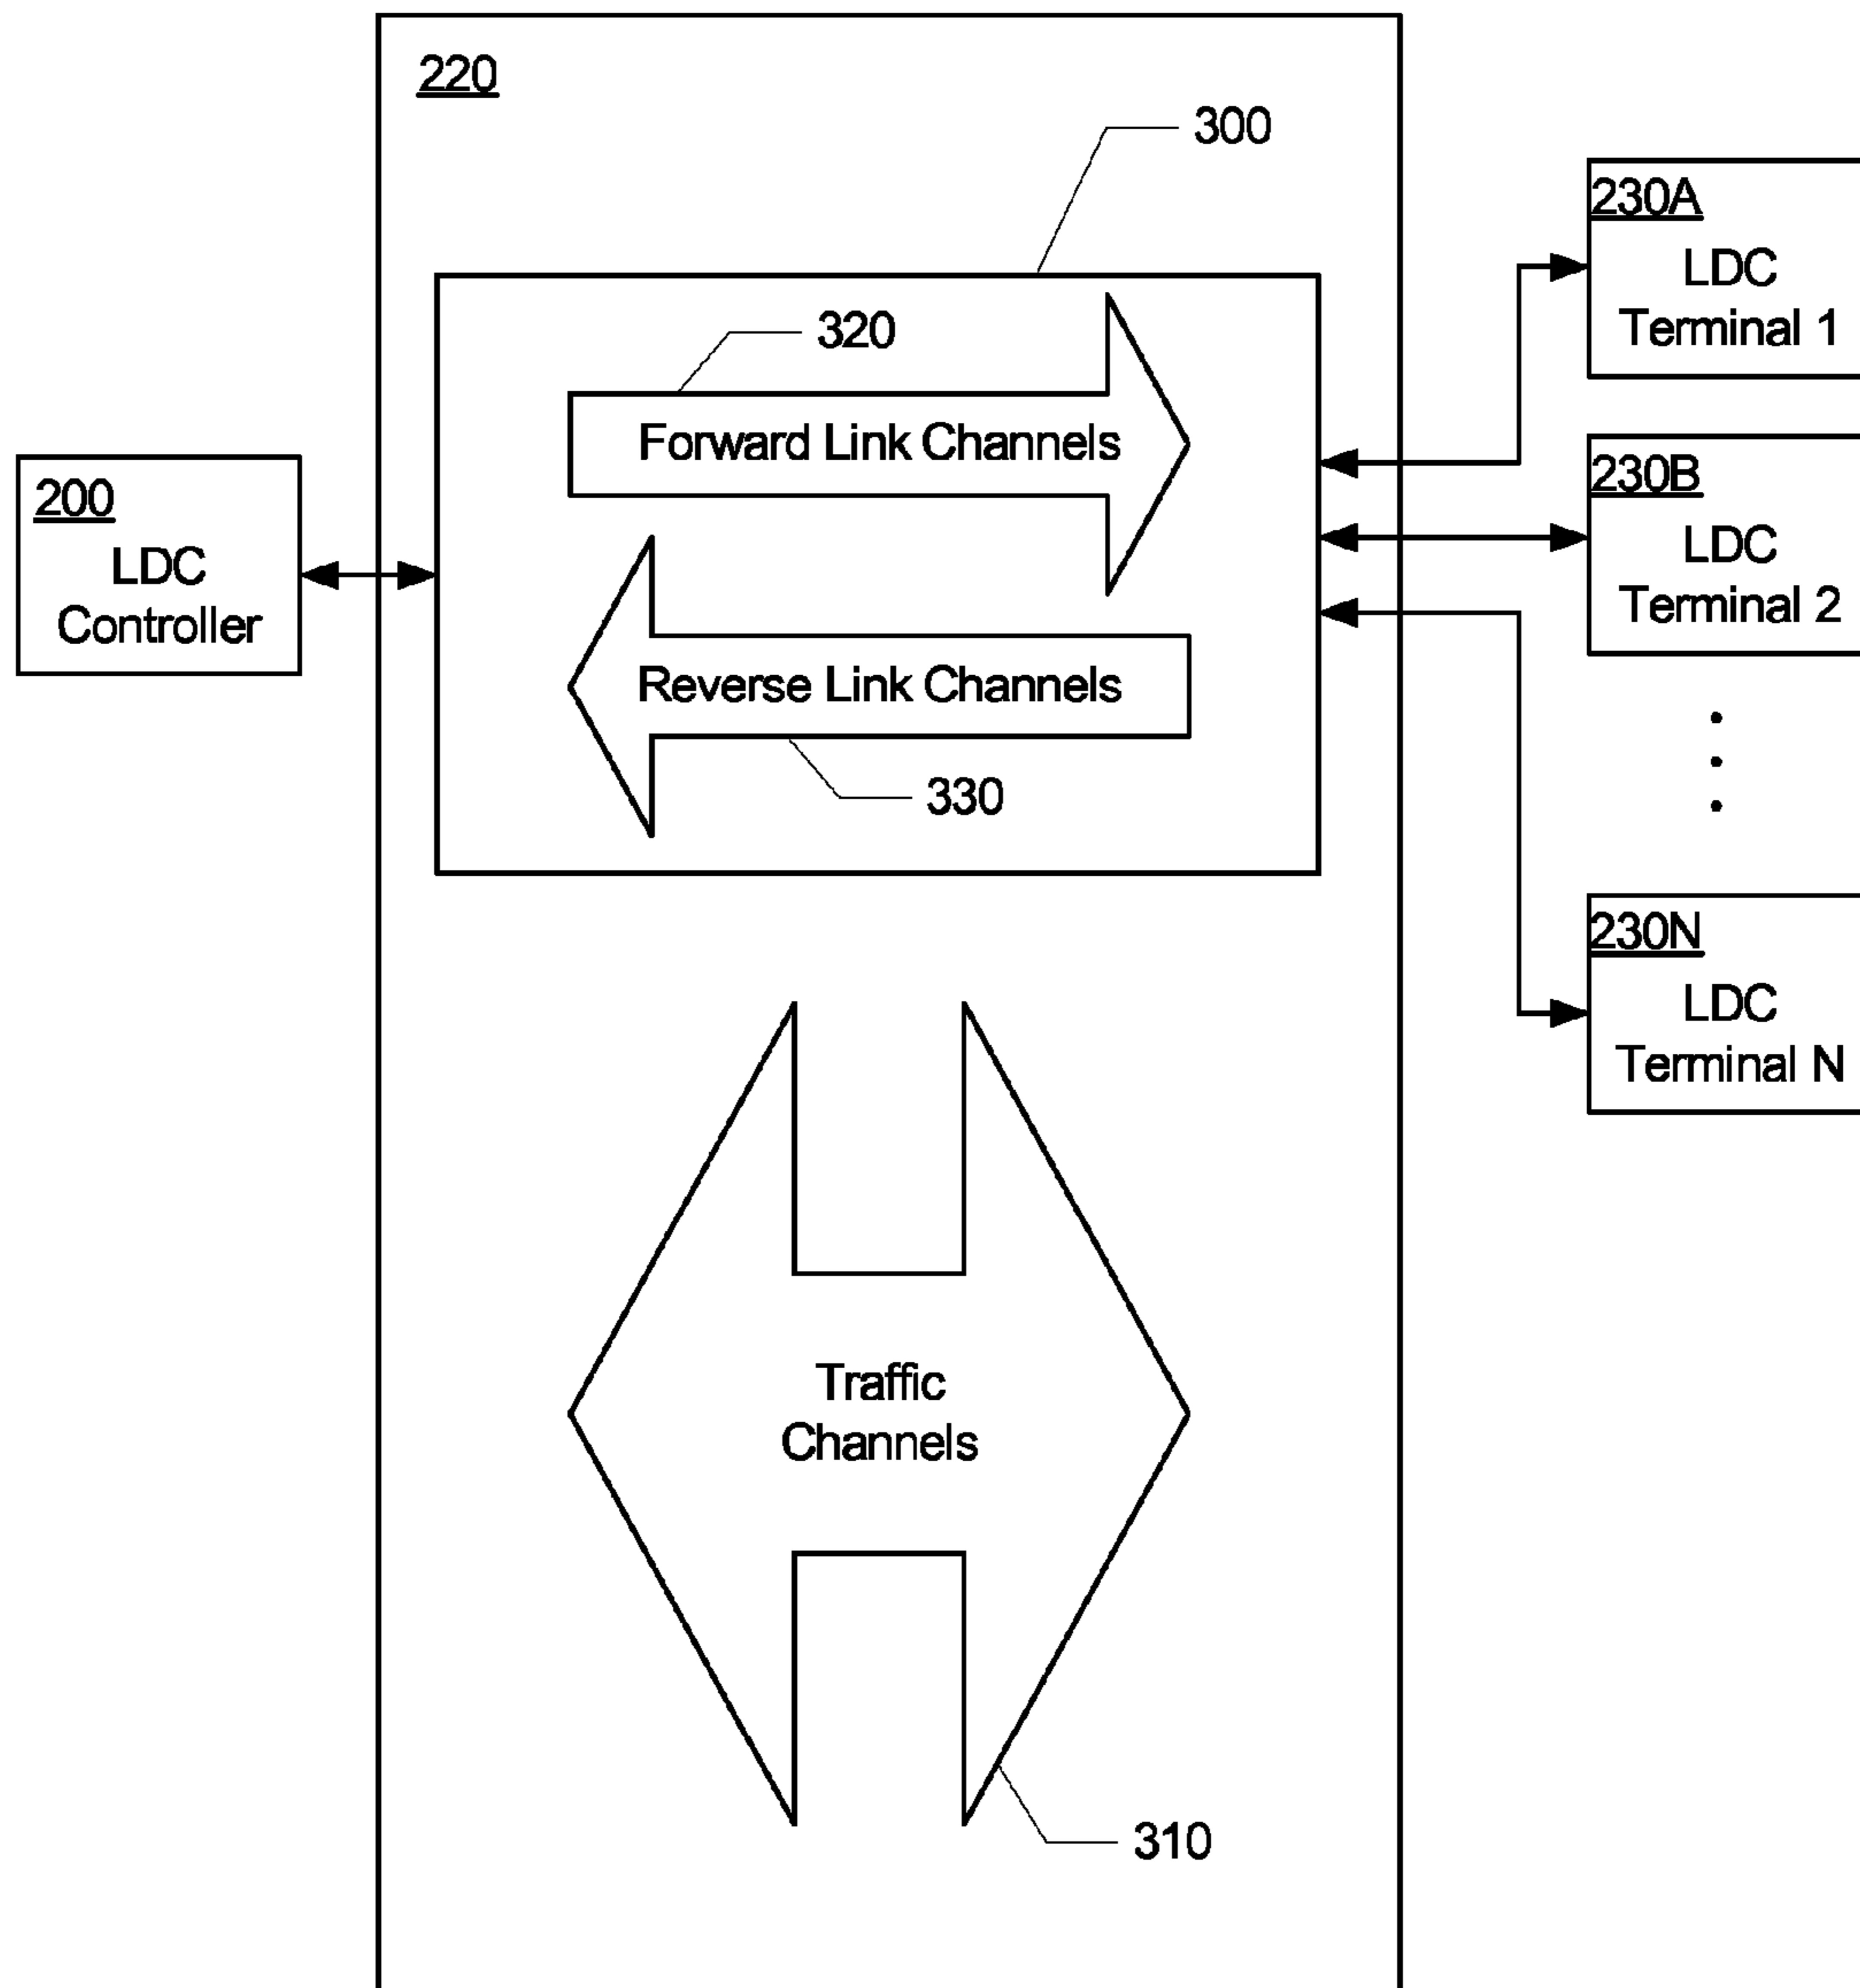 220
300
320
Forward Link Channels
200
LDC
Controller
Reverse Link Channels
330
230A
LDC
Terminal 1
230B
LDC
Terminal 2
230N
LDC
Terminal N
Traffic
Channels
310